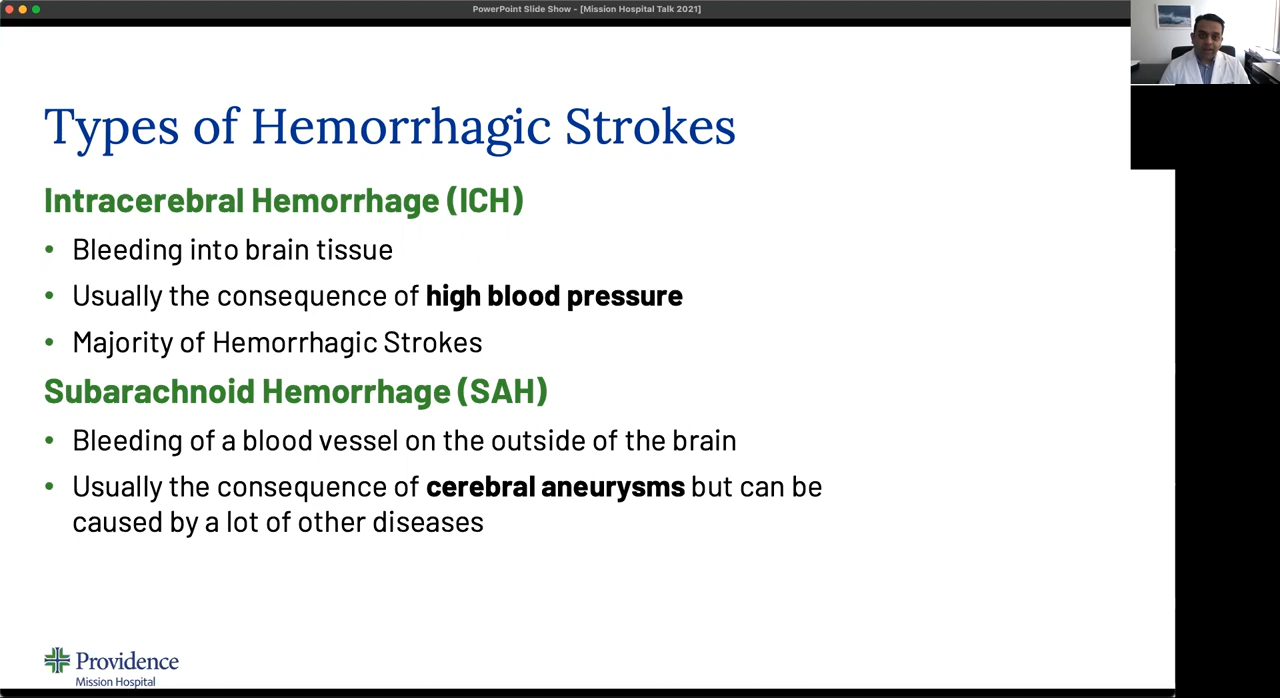 PowerPoint Slide Show - [Mission Hospital Talk 2021]
Types of Hemorrhagic Strokes
Intracerebral Hemorrhage (ICH)
• Bleeding into brain tissue
• Usually the consequence of high blood pressure
• Majority of Hemorrhagic Strokes
Subarachnoid Hemorrhage (SAH)
• Bleeding of a blood vessel on the outside of the brain
• Usually the consequence of cerebral aneurysms but can be
caused by a lot of other diseases
Providence
Mission Hospital